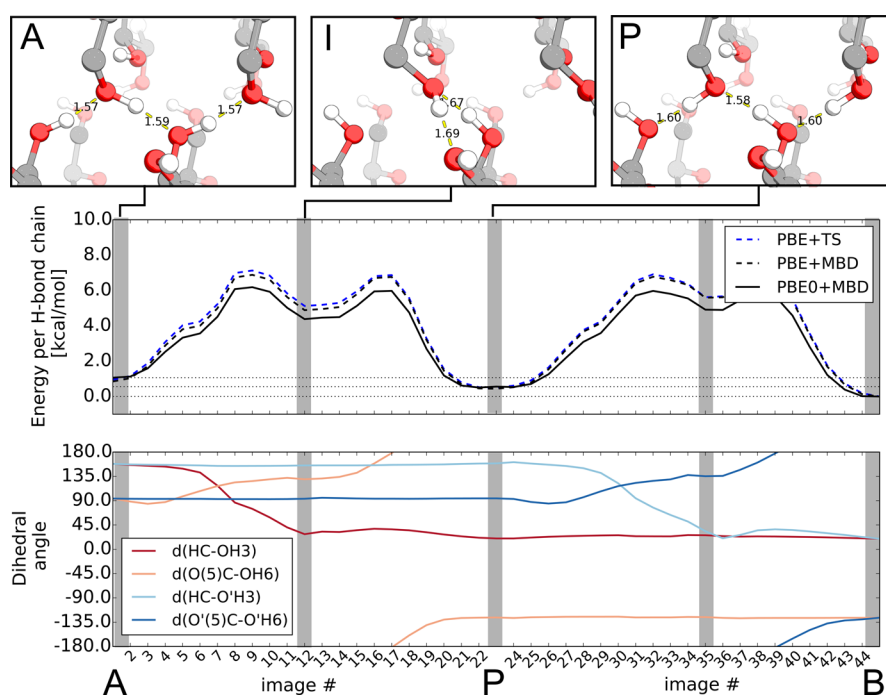 A
I
P
1.57
1.59
1.57
.67
1.69
1.60
1.58
1.60
Energy per H-bond chain
[kcal/mol]
10.0
8.0
6.0
4.0
2.0
0.0
PBE+TS
PBE+MBD
PBE0+MBD
Dihedral
angle
180.0
135.0
90.0
45.0
0.0
-45.0
-90.0
-135.0
-180.0
d(HC-OH3)
d(O(5)C-OH6)
d(HC-O'H3)
d(O'(5)C-O'H6)
2 3 4 5 6 7 8 9 10 11 12 13 14 15 16 17 18 19 20 21 22 24 25 26 27 28 29 30 31 32 33 34 35 36 37 38 39 40 41 42 43 44
A image # P image # B